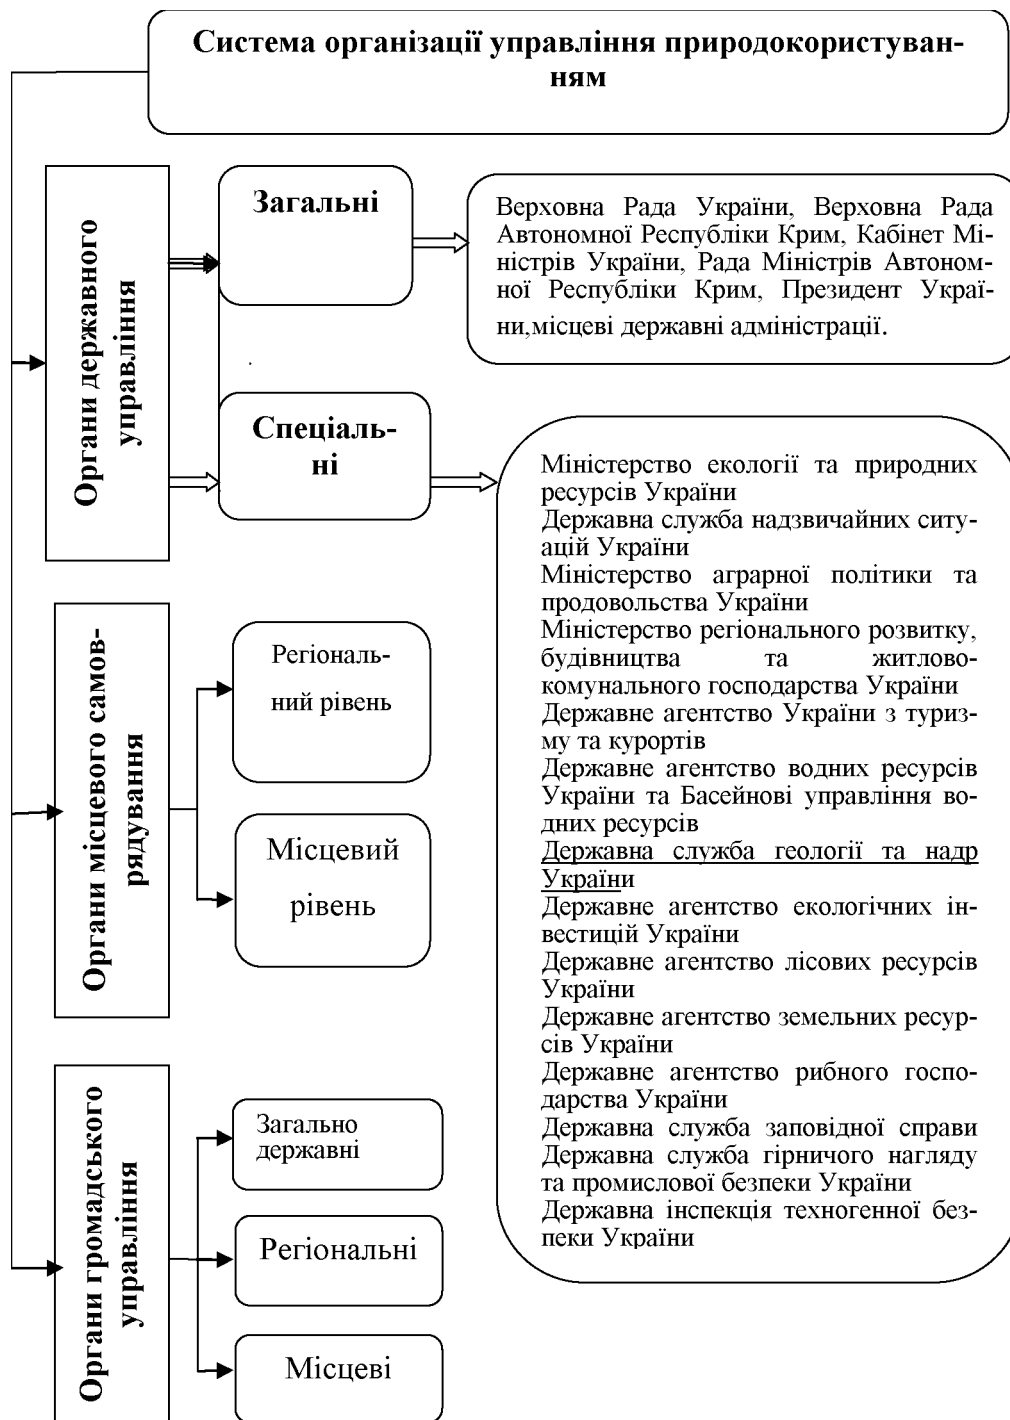 Система організації управління природокористуван-
ням
Органи державного
управління
Загальні
Верховна Рада України, Верховна Рада
Автономної Республіки Крим, Кабінет Мі-
ністрів України, Рада Міністрів Автоном-
ної Республіки Крим, Президент Украї-
ни,місцеві державні адміністрації.
Спеціаль-
ні
Міністерство екології та природних
ресурсів України
Державна служба надзвичайних ситу-
ацій України
Міністерство аграрної політики та
продовольства України
Міністерство регіонального розвитку,
будівництва та житлово-
комунального господарства України
Державне агентство України з туриз-
му та курортів
Державне агентство водних ресурсів
України та Басейнові управління во-
дних ресурсів
Державна служба геології та надр
України
Державне агентство екологічних ін-
вестицій України
Державне агентство лісових ресурсів
України
Державне агентство земельних ресур-
сів України
Державне агентство рибного госпо-
дарства України
Державна служба заповідної справи
Державна служба гірничого нагляду
та промислової безпеки України
Державна інспекція техногенної без-
пеки України
Органи місцевого самов-
рядування
Регіональ-
ний рівень
Місцевий
рівень
Органи громадського
управління
Загально
державні
Регіональні
Місцеві